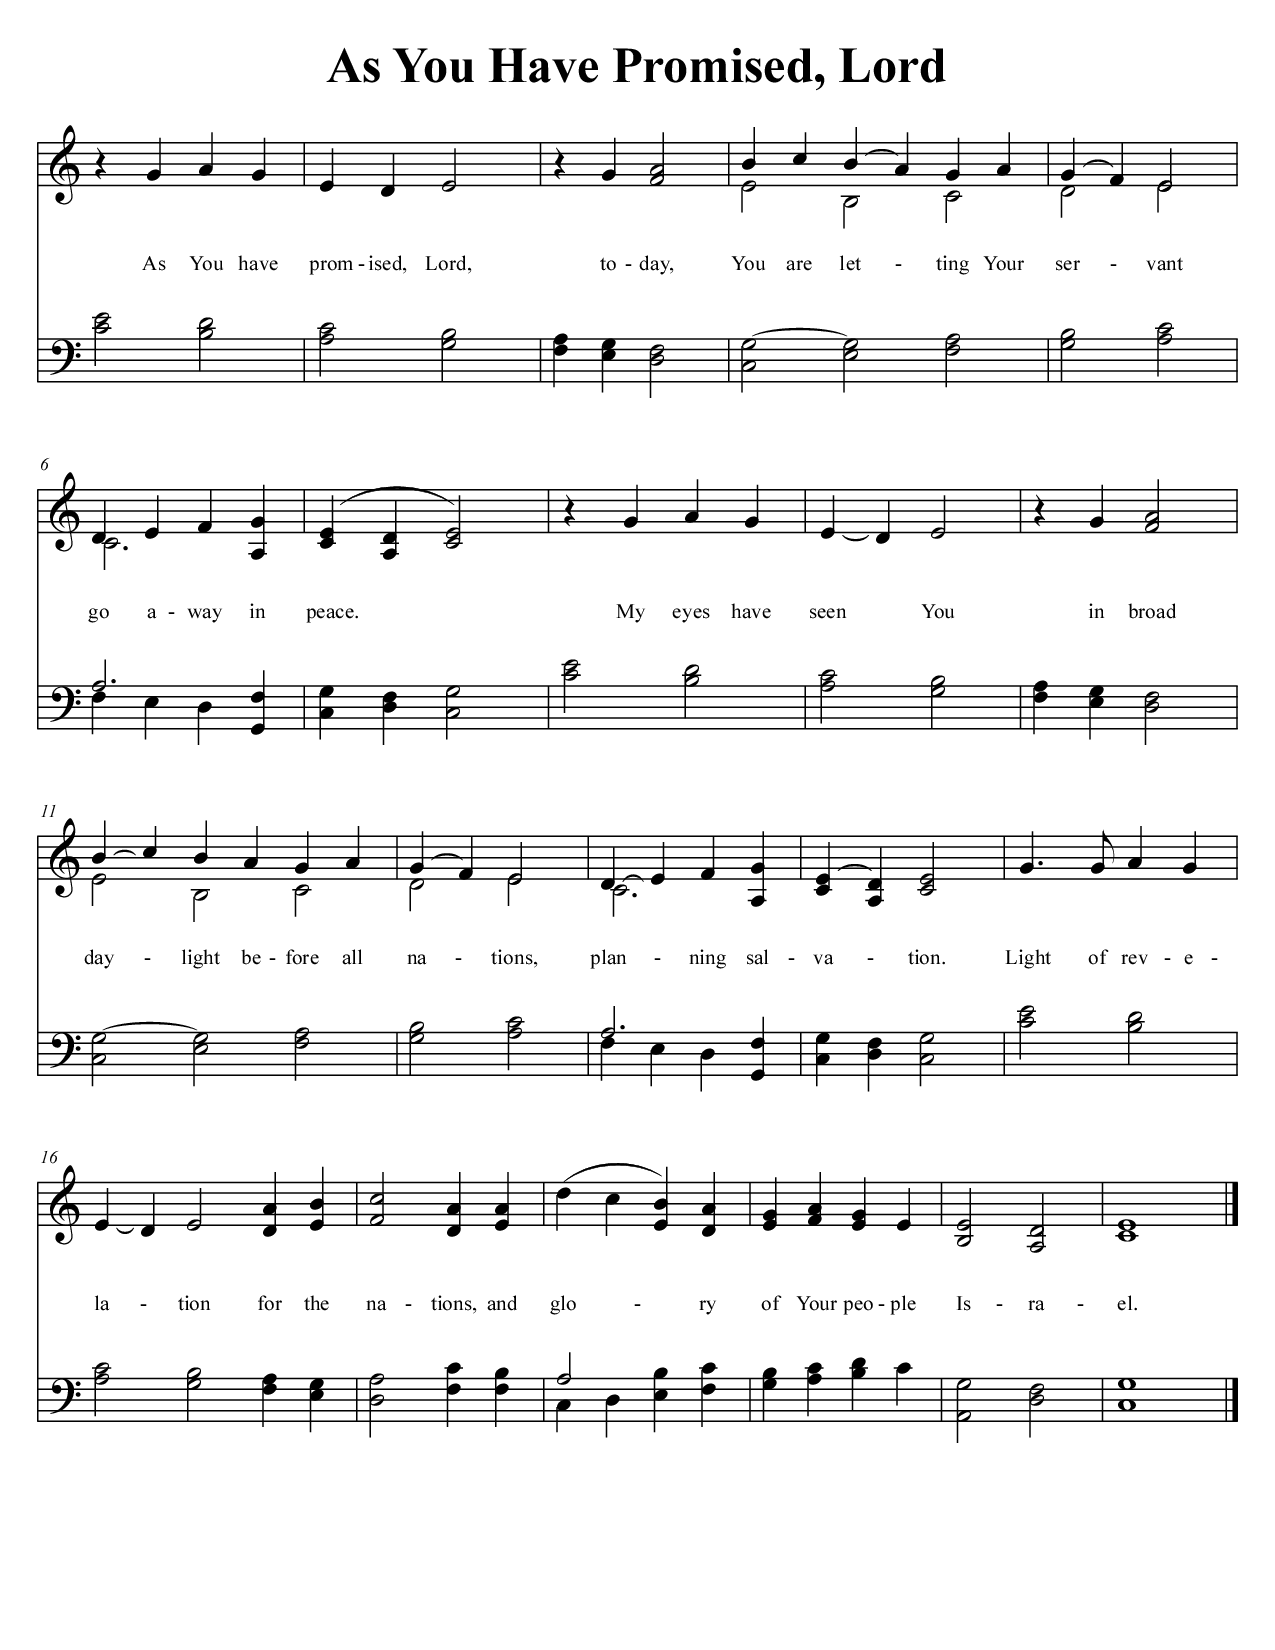 As You Have Promised, Lord
As You have prom - ised, Lord, to - day, You are let - ting Your ser - vant
6
go a - way in peace. My eyes have seen You in broad
11
day - light be - fore all na - tions, plan - ning sal - va - tion. Light of rev - e -
16
la - tion for the na - tions, and glo - ry of Your peo - ple Is - ra - el.